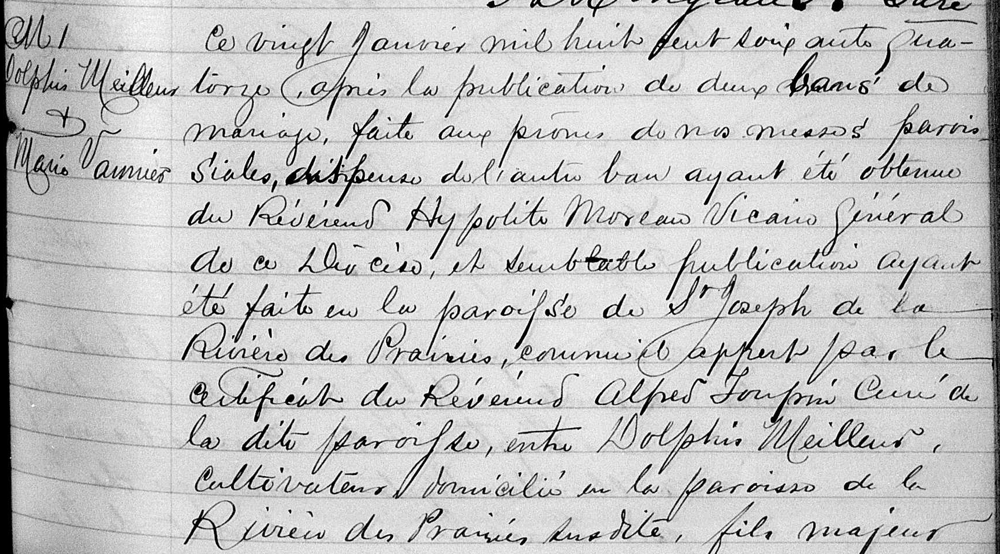 Curé
M 1
Dolphis Meilleur
&
Marie Vannier
Ce vingt Janvier mil huit cent soixante Qua-
torze, après la publication de deux bans de
mariage, faite aux prônes de nos messes parois-
siales, dispense de l'autre ban ayant été obtenue
du Révérend Hypolite Moreau Vicaire Général
de ce Diocèse, et semblable publication ayant
été faite en la paroisse de St Joseph de la
Rivière des Prairies, comme il appert par le
certificat du Révérend Alfred Toupin Curé de
la dite paroisse, entre Dolphis Meilleur,
cultivateur domicilié en la paroisse de la
Rivière des Prairies susdite, fils majeur